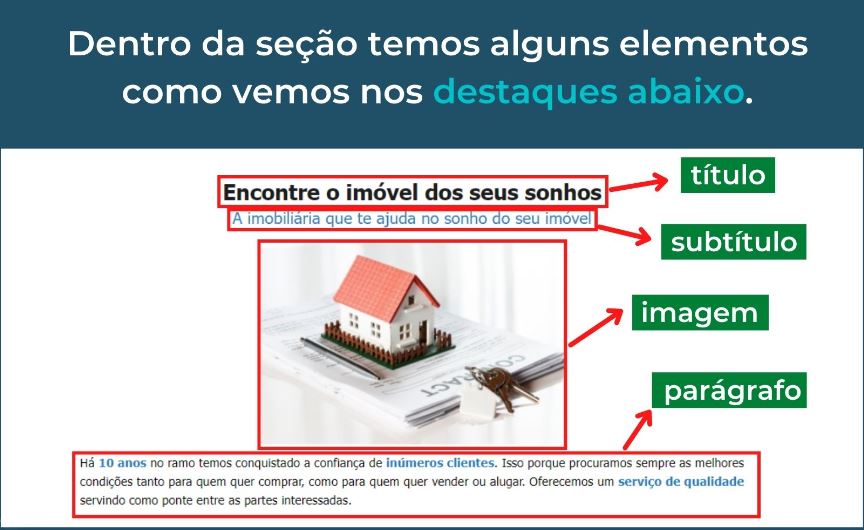 Dentro da seção temos alguns elementos
como vemos nos destaques abaixo.
Encontre o imóvel dos seus sonhos
título
A imobiliária que te ajuda no sonho do seu imóvel
subtítulo
CONTRACT
imagem
parágrafo
Há 10 anos no ramo temos conquistado a confiança de inúmeros clientes. Isso porque procuramos sempre as melhores
condições tanto para quem quer comprar, como para quem quer vender ou alugar. Oferecemos um serviço de qualidade
servindo como ponte entre as partes interessadas.